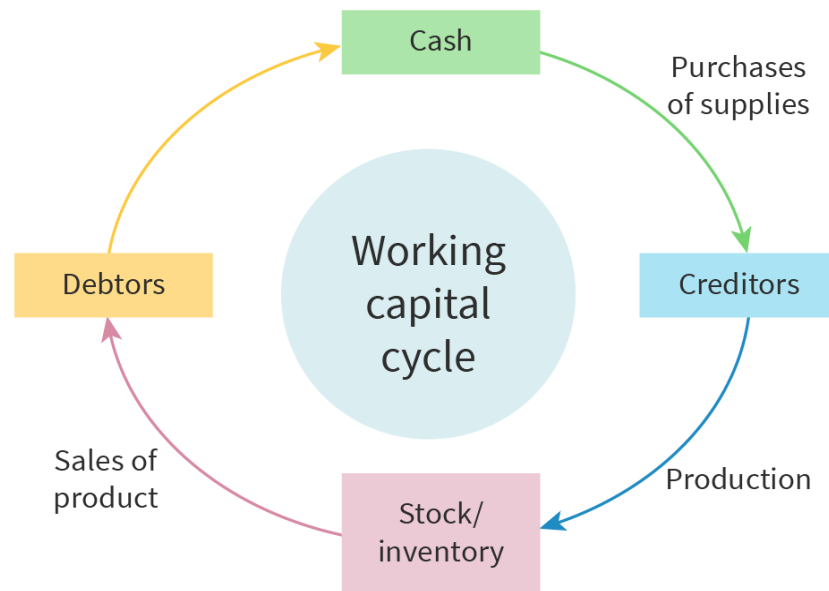 Cash
Purchases
of supplies
Working
capital
cycle
Debtors
Creditors
Sales of
product
Production
Stock/
inventory